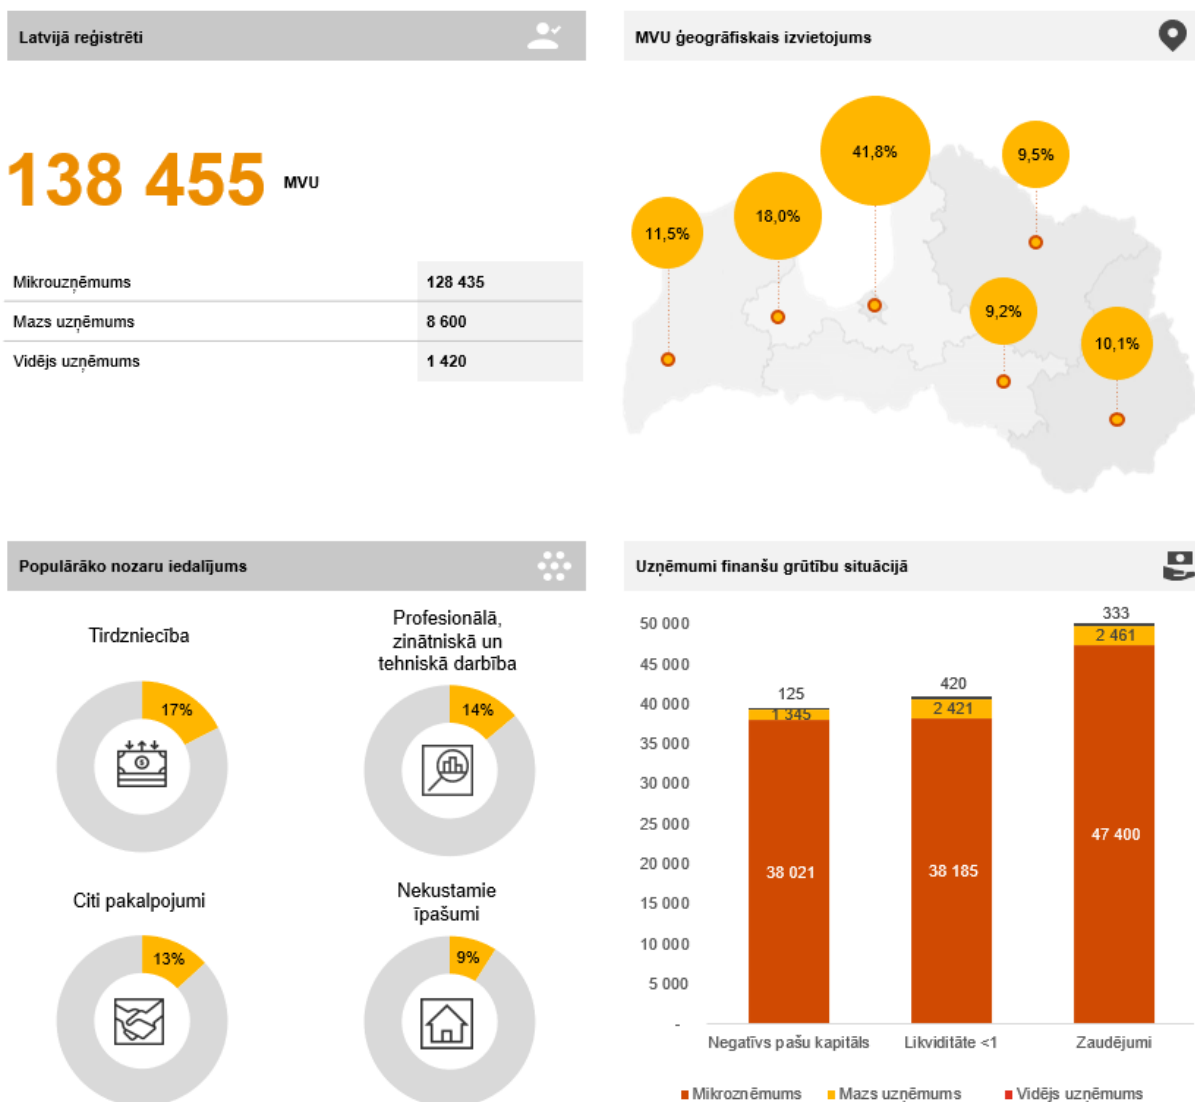 Latvijā reģistrēti
138 455 MVU
Mikrouzņēmums 128 435
Mazs uzņēmums 8 600
Vidējs uzņēmums 1 420
MVU ģeogrāfiskais izvietojums
41,8%
9,5%
18,0%
11,5%
9,2%
10,1%
Populārāko nozaru iedalījums
Tirdzniecība
17%
Profesionālā,
zinātniskā un
tehniskā darbība
14%
Citi pakalpojumi
13%
Nekustamie
īpašumi
9%
Uzņēmumi finanšu grūtību situācijā
50 000
45 000
40 000
35 000
30 000
25 000
20 000
15 000
10 000
5 000
-
125
1 345
38 021
420
2 421
38 185
333
2 461
47 400
Negatīvs pašu kapitāls
Likviditāte <1
Zaudējumi
Mikroznēmums
Mazs uzņēmums
Vidējs uzņēmums